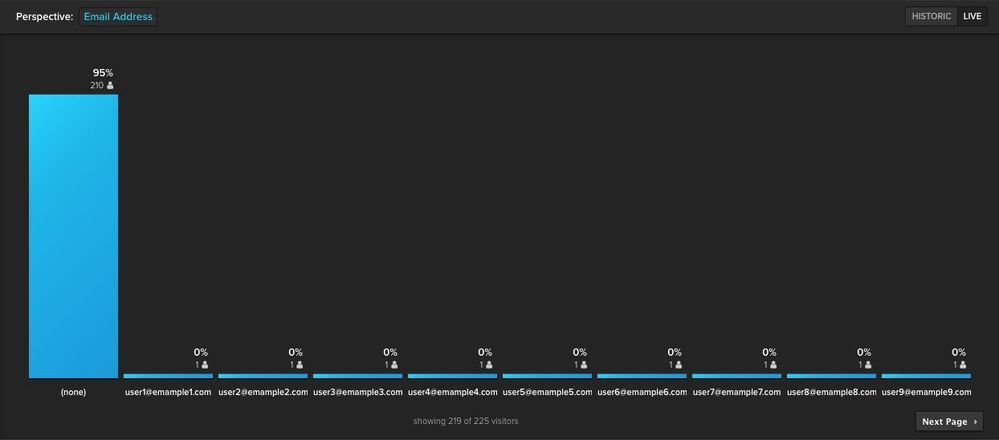 Perspective: Email Address HISTORIC LIVE
95%
210
0% 0% 0% 0% 0% 0% 0% 0% 0%
1 1 1 1 1 1 1 1 1
(none) user1@emample1.com user2@emample2.com user3@emample3.com user4@emample4.com user5@emample5.com user6@emample6.com user7@emample7.com user8@emample8.com user9@emample9.com
showing 219 of 225 visitors Next Page